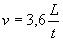 v = 3,6 L/t